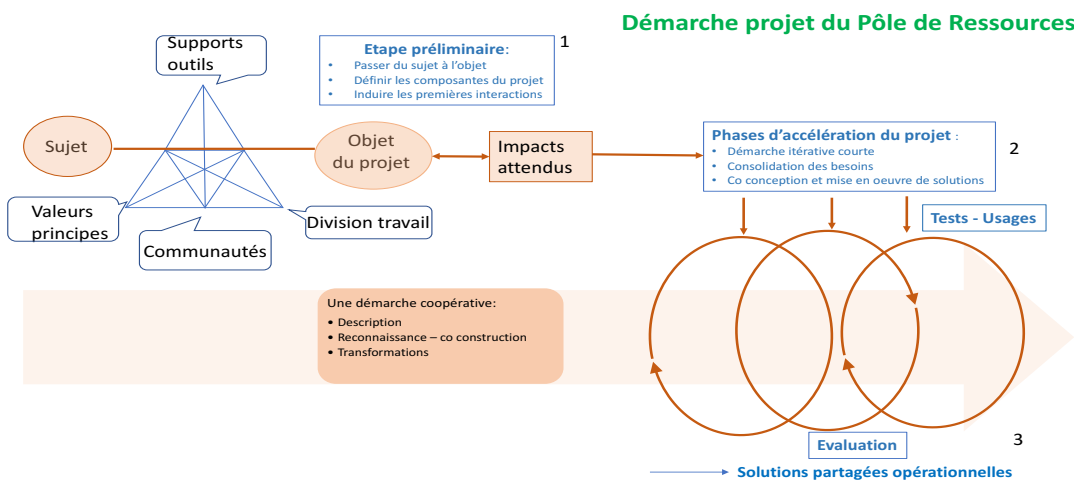 Démarche projet du Pôle de Ressources
Supports
outils
Etape préliminaire:
• Passer du sujet à l'objet
• Définir les composantes du projet
• Induire les premières interactions
1
Sujet
Objet
du projet
Impacts
attendus
Phases d'accélération du projet :
• Démarche itérative courte
• Consolidation des besoins
• Co conception et mise en oeuvre de solutions
2
Valeurs
principes
Communautés
Division travail
Tests - Usages
Une démarche coopérative:
• Description
• Reconnaissance – co construction
• Transformations
Evaluation
3
Solutions partagées opérationnelles